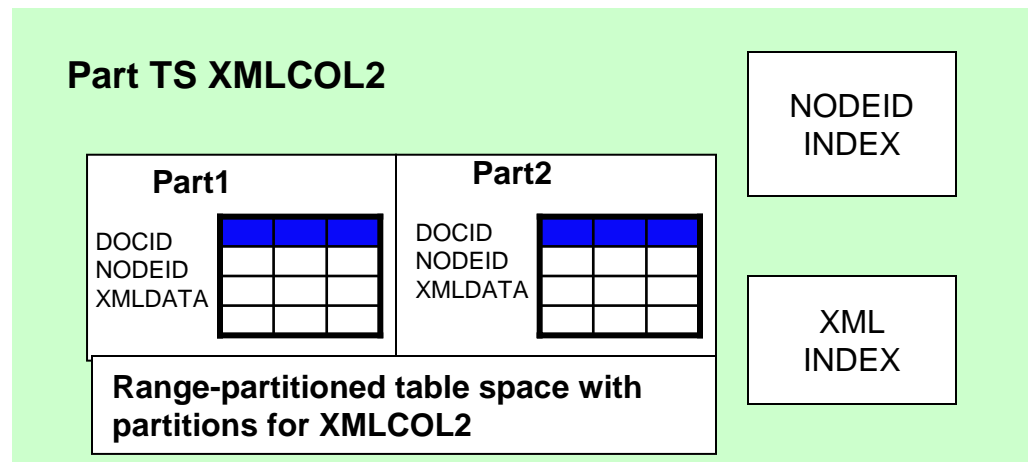 Part TS XMLCOL2
NODEID
INDEX
Part1
Part2
DOCID
NODEID
XMLDATA
DOCID
NODEID
XMLDATA
XML
INDEX
Range-partitioned table space with
partitions for XMLCOL2